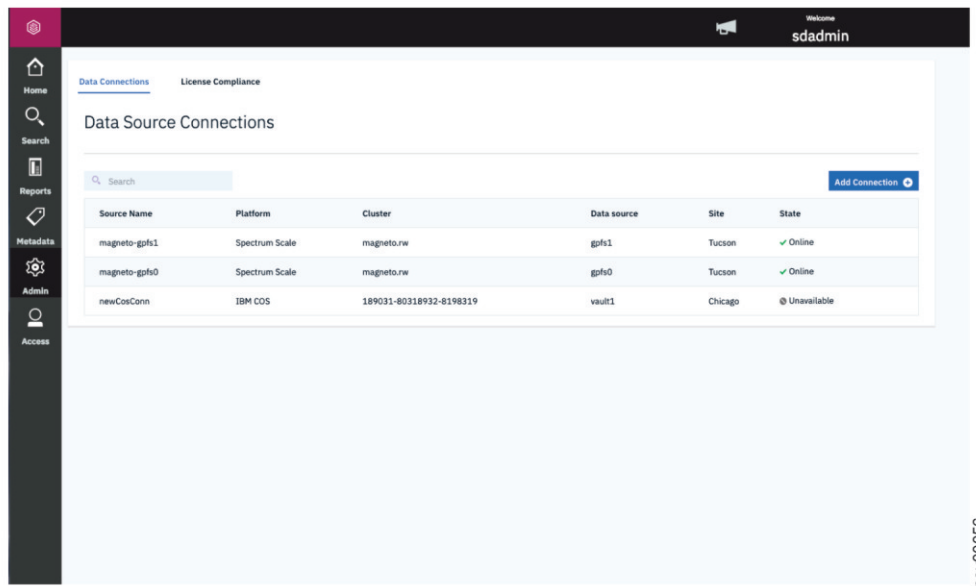 Welcome
sdadmin
Home
Search
Reports
Metadata
Admin
Access
Data Connections License Compliance
Data Source Connections
Search
Add Connection
Source Name Platform Cluster Data source Site State
magneto-gpfs1 Spectrum Scale magneto.rw gpfs1 Tucson Online
magneto-gpfs0 Spectrum Scale magneto.rw gpfs0 Tucson Online
newCosConn IBM COS 189031-80318932-8198319 vault1 Chicago Unavailable